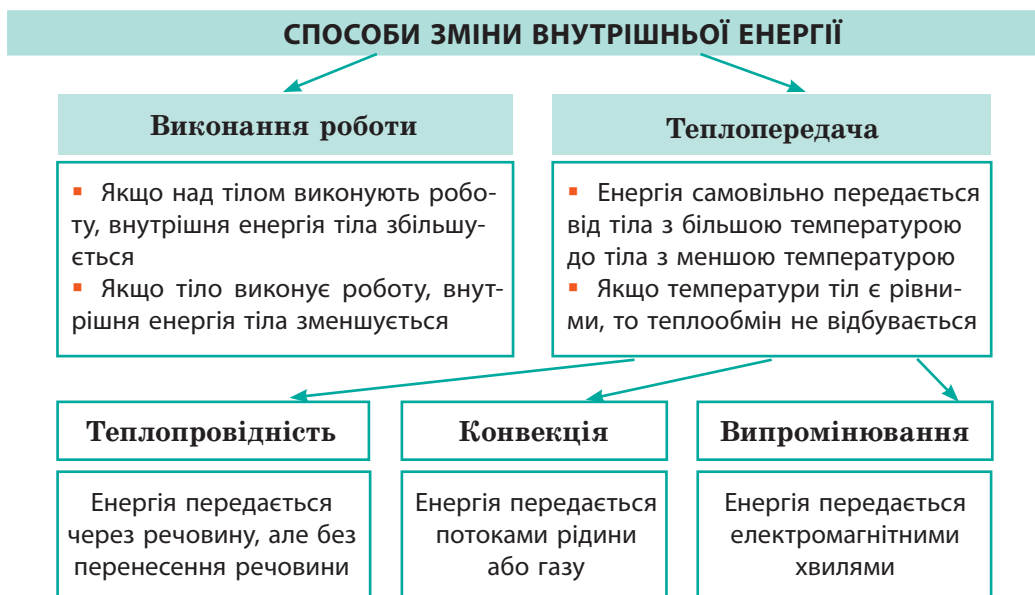 СПОСОБИ ЗМІНИ ВНУТРІШНЬОЇ ЕНЕРГІЇ
Виконання роботи
▪ Якщо над тілом виконують робо-
ту, внутрішня енергія тіла збільшу-
ється
▪ Якщо тіло виконує роботу, внут-
рішня енергія тіла зменшується
Теплопередача
▪ Енергія самовільно передається
від тіла з більшою температурою
до тіла з меншою температурою
▪ Якщо температури тіл є рівни-
ми, то теплообмін не відбувається
Теплопровідність
Енергія передається
через речовину, але без
перенесення речовини
Конвекція
Енергія передається
потоками рідини
або газу
Випромінювання
Енергія передається
електромагнітними
хвилями